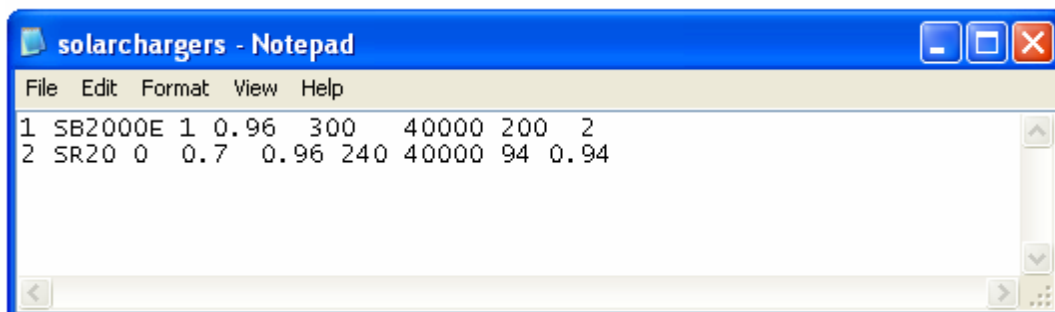 solarchargers - Notepad
File Edit Format View Help
1 SB2000E 1 0.96 300 40000 200 2
2 SR20 0 0.7 0.96 240 40000 94 0.94